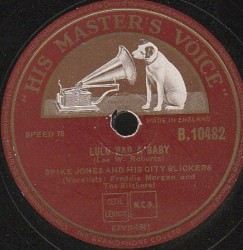 "HIS MASTER'S VOICE"
MADE IN ENGLAND
SPEED 78
B.10482
LULU HAD A BABY
(Lee W. Roberts)
SPIKE JONES AND HIS CITY SLICKERS
(Vocalists: Freddie Morgan and
The Kitchers)
N.C.B.